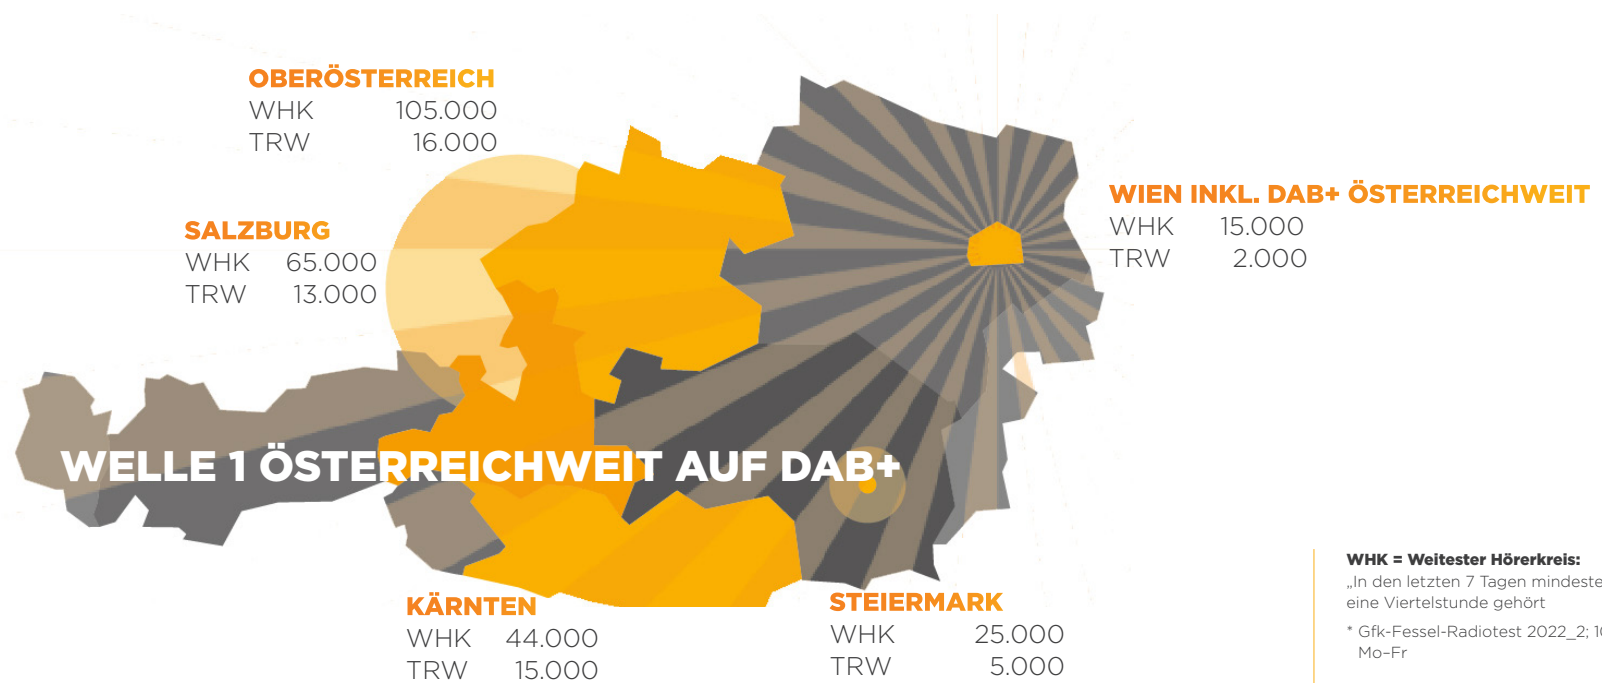 OBERÖSTERREICH
WHK 105.000
TRW 16.000
SALZBURG
WHK 65.000
TRW 13.000
WIEN INKL. DAB+ ÖSTERREICHWEIT
WHK 15.000
TRW 2.000
WELLE 1 ÖSTERREICHWEIT AUF DAB+
KÄRNTEN
WHK 44.000
TRW 15.000
STEIERMARK
WHK 25.000
TRW 5.000
WHK = Weitester Hörerkreis:
„In den letzten 7 Tagen
eine Viertelstunde gehört
* Gfk-Fessel-Radiotest 2022_2;
Mo–Fr